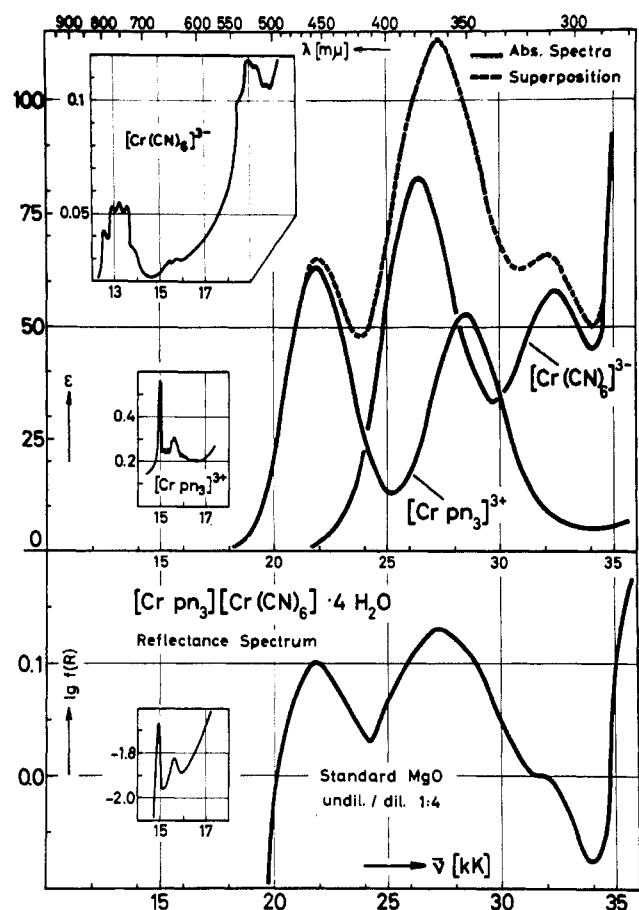 900 800 700 600 550 500 450 400 350 300
λ [mμ]
Abs. Spectra
Superposition
100
75
50
25
0
ε
0.1
0.05
[Cr(CN)₆]³⁻
13 15 17
0.6
0.4
0.2
[Cr pn₃]³⁺
15 17
[Cr(CN)₆]³⁻
[Cr pn₃]³⁺
20 25 30 35
[Cr pn₃][Cr(CN)₆] · 4 H₂O
Reflectance Spectrum
lg f(R)
0.1
0.0
-1.8
-2.0
15 17
Standard MgO
undil. / dil. 1:4
ν̄ [kK]
15 20 25 30 35